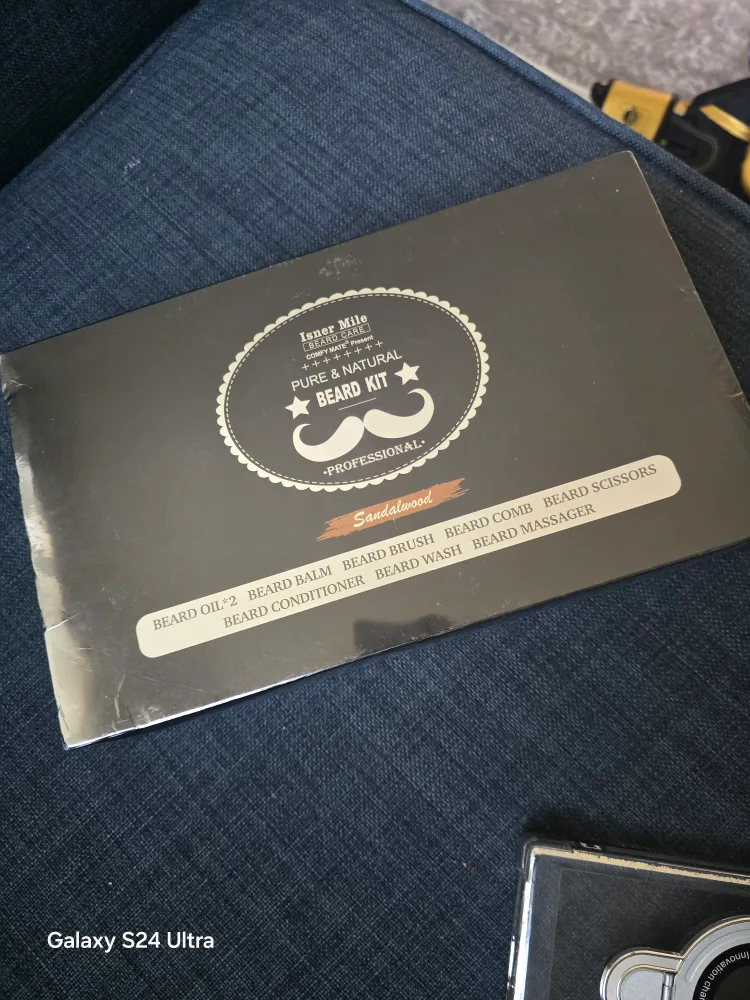 Isner Mile
BEARD CARE
COMFY MATE® Present
++++++++
PURE & NATURAL
BEARD KIT
·PROFESSIONAL·
Sandalwood
BEARD OIL*2 BEARD BALM BEARD BRUSH BEARD COMB BEARD SCISSORS
BEARD CONDITIONER BEARD WASH BEARD MASSAGER
Innovation
Galaxy S24 Ultra